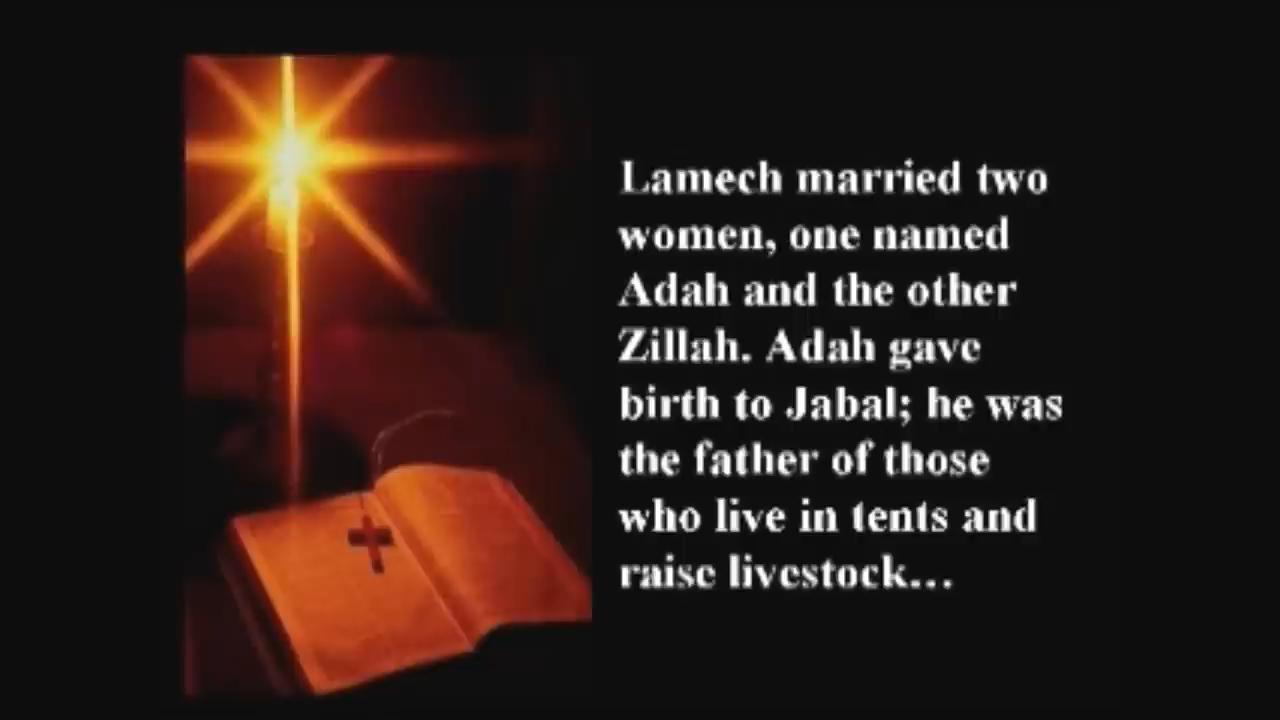 Lamech married two
women, one named
Adah and the other
Zillah. Adah gave
birth to Jabal; he was
the father of those
who live in tents and
raise livestock...